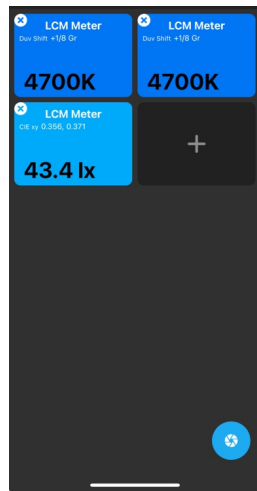 LCM Meter
Duv Shift +1/8 Gr
4700K
LCM Meter
Duv Shift +1/8 Gr
4700K
LCM Meter
CIE xy 0.356, 0.371
43.4 lx